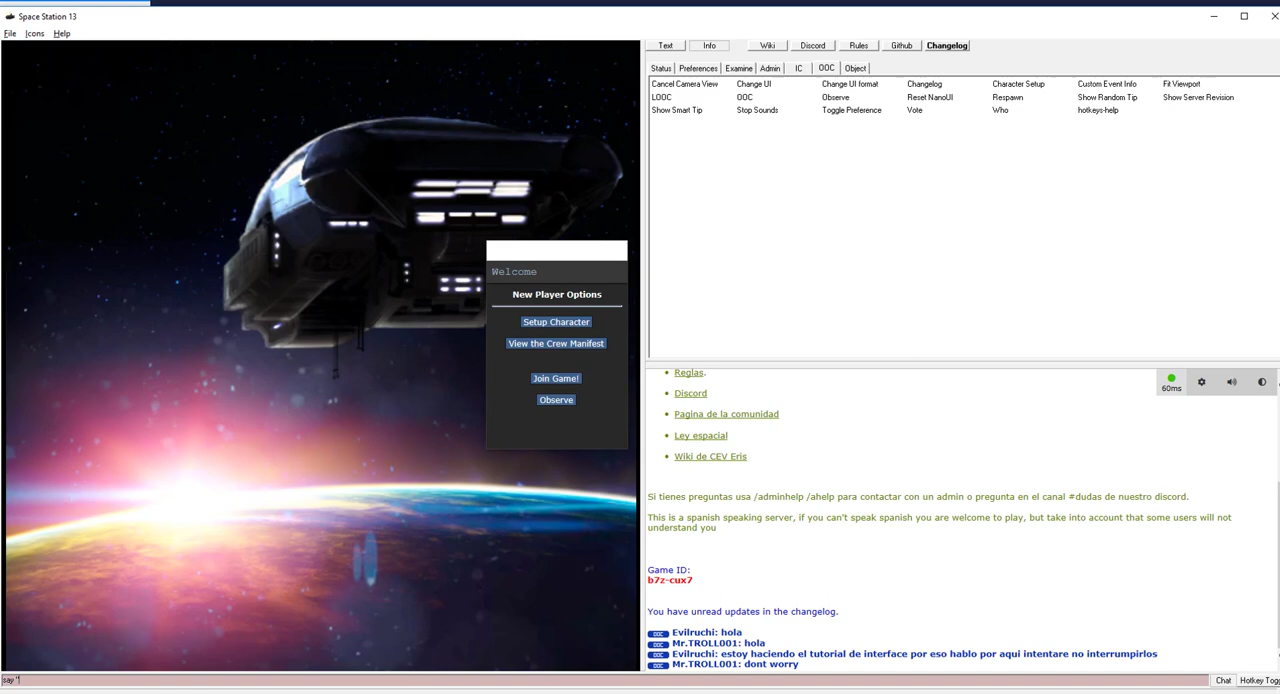 Space Station 13
File Icons Help
Text Info Wiki Discord Rules Github Changelog
Status Preferences Examine Admin IC OOC Object
Cancel Camera View Change UI Change UI format Changelog Character Setup Custom Event Info Fit Viewport
LOOC OOC Observe Reset NanoUI Respawn Show Random Tip Show Server Revision
Show Smart Tip Stop Sounds Toggle Preference Vote Who hotkeys-help
Welcome
New Player Options
Setup Character
View the Crew Manifest
Join Game!
Observe
Reglas.
60ms
Discord
Pagina de la comunidad
Ley espacial
Wiki de CEV Eris
Si tienes preguntas usa /adminhelp /ahelp para contactar con un admin o pregunta en el canal #dudas de nuestro discord.
This is a spanish speaking server, if you can't speak spanish you are welcome to play, but take into account that some users will not
understand you
Game ID:
b7z-cux7
You have unread updates in the changelog.
OOC Evilruchi: hola
OOC Mr.TROLL001: hola
OOC Evilruchi: estoy haciendo el tutorial de interface por eso hablo por aqui intentare no interrumpirlos
OOC Mr.TROLL001: dont worry
say "
Chat Hotkey Togg